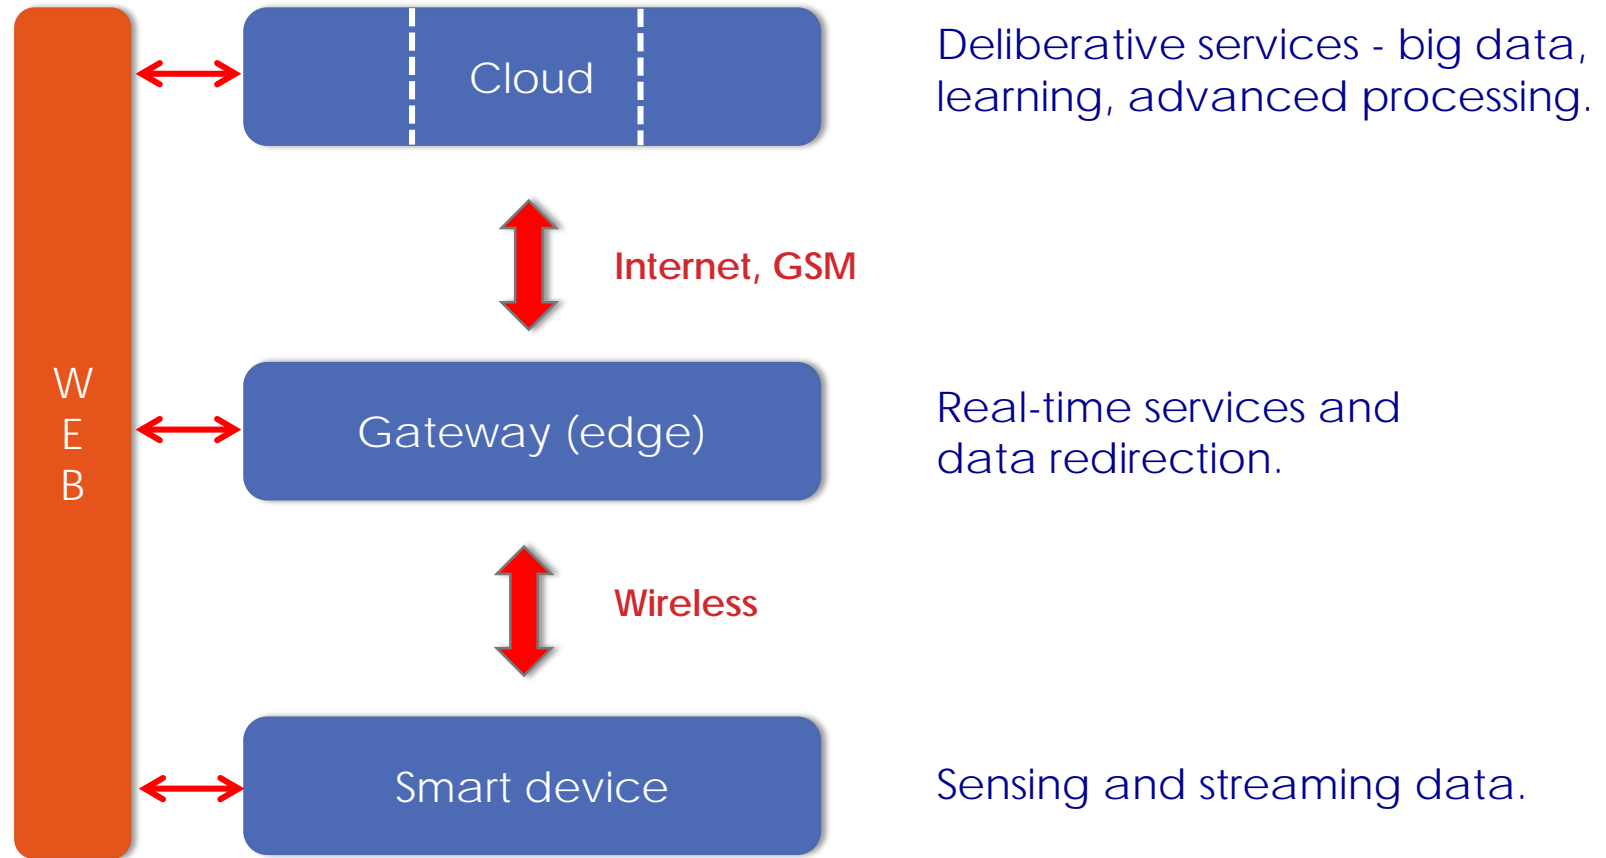 Cloud
Deliberative services - big data,
learning, advanced processing.
Internet, GSM
W
E
B
Gateway (edge)
Real-time services and
data redirection.
Wireless
Smart device
Sensing and streaming data.